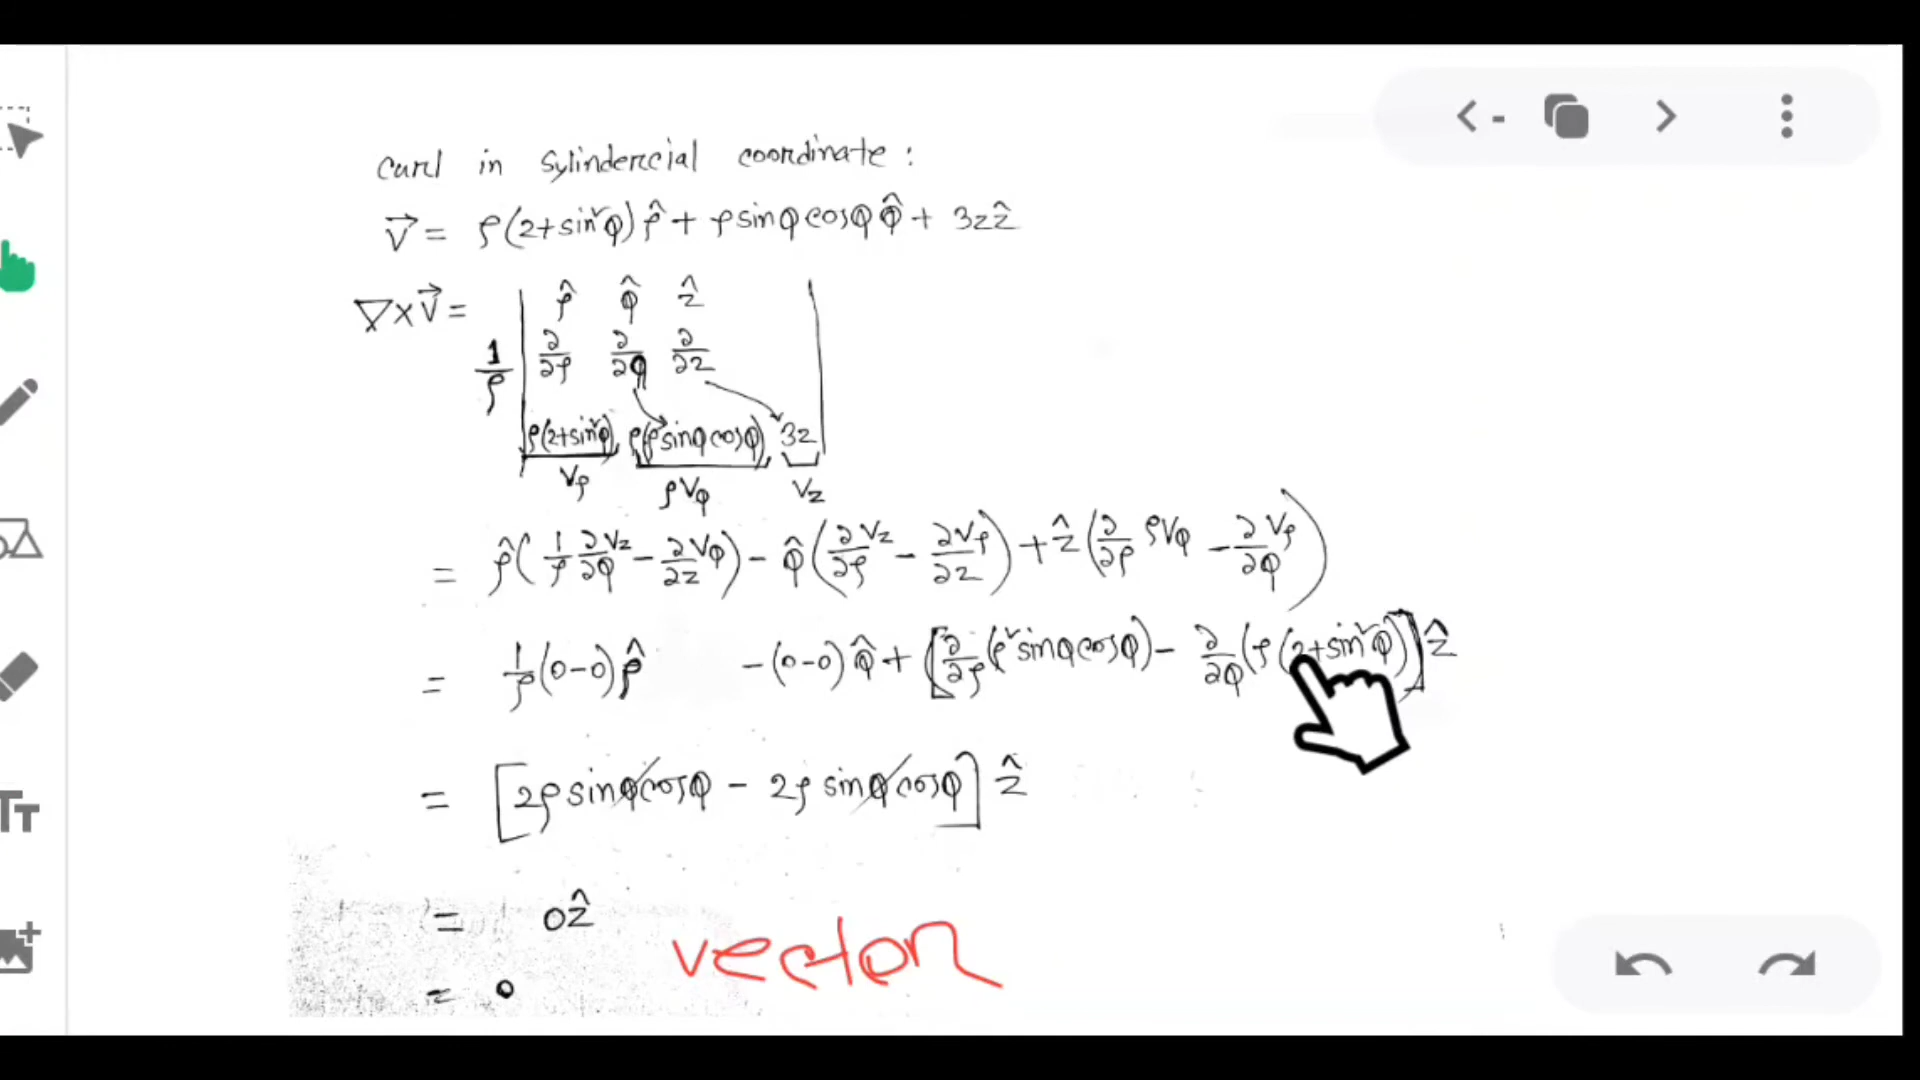 curl in sylindercial coordinate :
V⃗ = ρ(2+sin²φ) ρ̂ + ρ sinφ cosφ φ̂ + 3z ẑ
∇×V⃗ =
1/ρ | ρ̂ φ̂ ẑ |
| ∂/∂ρ ∂/∂φ ∂/∂z |
| ρ(2+sin²φ) ρ(ρ sinφ cosφ) 3z |
Vρ ρVφ Vz
= ρ̂( 1/ρ ∂Vz/∂φ - ∂Vφ/∂z ) - φ̂( ∂Vz/∂ρ - ∂Vρ/∂z ) + ẑ( ∂/∂ρ ρVφ - ∂Vρ/∂φ )
= 1/ρ (0-0) ρ̂ - (0-0) φ̂ + [ ∂/∂ρ (ρ² sinφ cosφ) - ∂/∂φ (ρ(2+sin²φ)) ] ẑ
= [ 2ρ sinφ cosφ - 2ρ sinφ cosφ ] ẑ
= 0ẑ
vector
= 0
TT